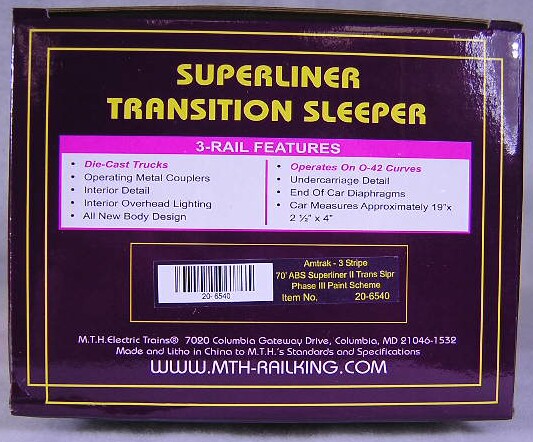 SUPERLINER
TRANSITION SLEEPER
3-RAIL FEATURES
• Die-Cast Trucks
• Operating Metal Couplers
• Interior Detail
• Interior Overhead Lighting
• All New Body Design
• Operates On O-42 Curves
• Undercarriage Detail
• End Of Car Diaphragms
• Car Measures Approximately 19"x
2 ½" x 4"
20-6540
Amtrak - 3 Stripe
70' ABS Superliner II Trans Slpr
Phase III Paint Scheme
Item No. 20-6540
M.T.H.Electric Trains® 7020 Columbia Gateway Drive, Columbia, MD 21046-1532
Made and Litho in China to M.T.H.'s Standards and Specifications
WWW.MTH-RAILKING.COM